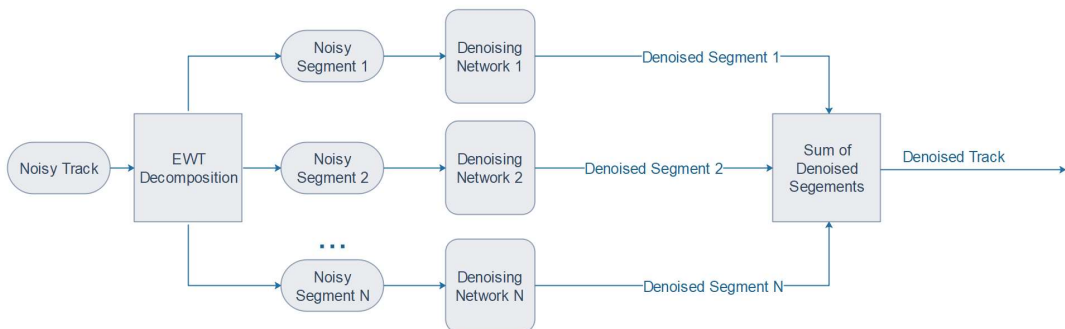 Noisy
Segment 1
Denoising
Network 1
Denoised Segment 1
Noisy Track
EWT
Decomposition
Noisy
Segment 2
Denoising
Network 2
Denoised Segment 2
Sum of
Denoised
Segements
Denoised Track
...
Noisy
Segment N
Denoising
Network N
Denoised Segment N